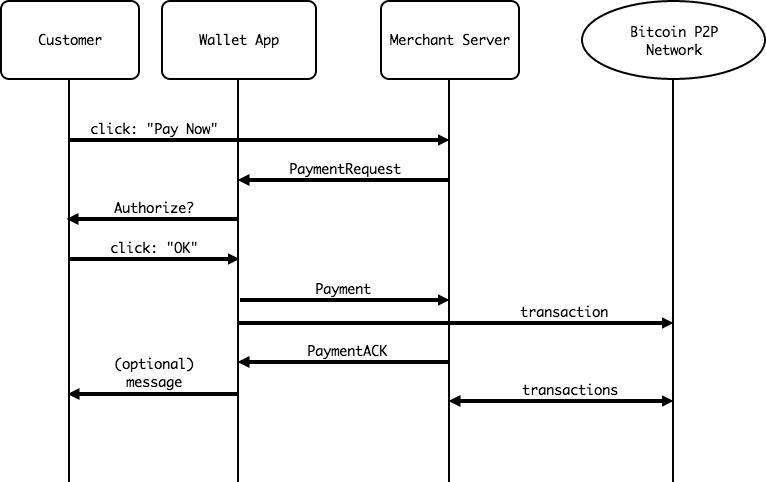 Customer
Wallet App
Merchant Server
Bitcoin P2P
Network
click: "Pay Now"
PaymentRequest
Authorize?
click: "OK"
Payment
transaction
PaymentACK
(optional)
message
transactions